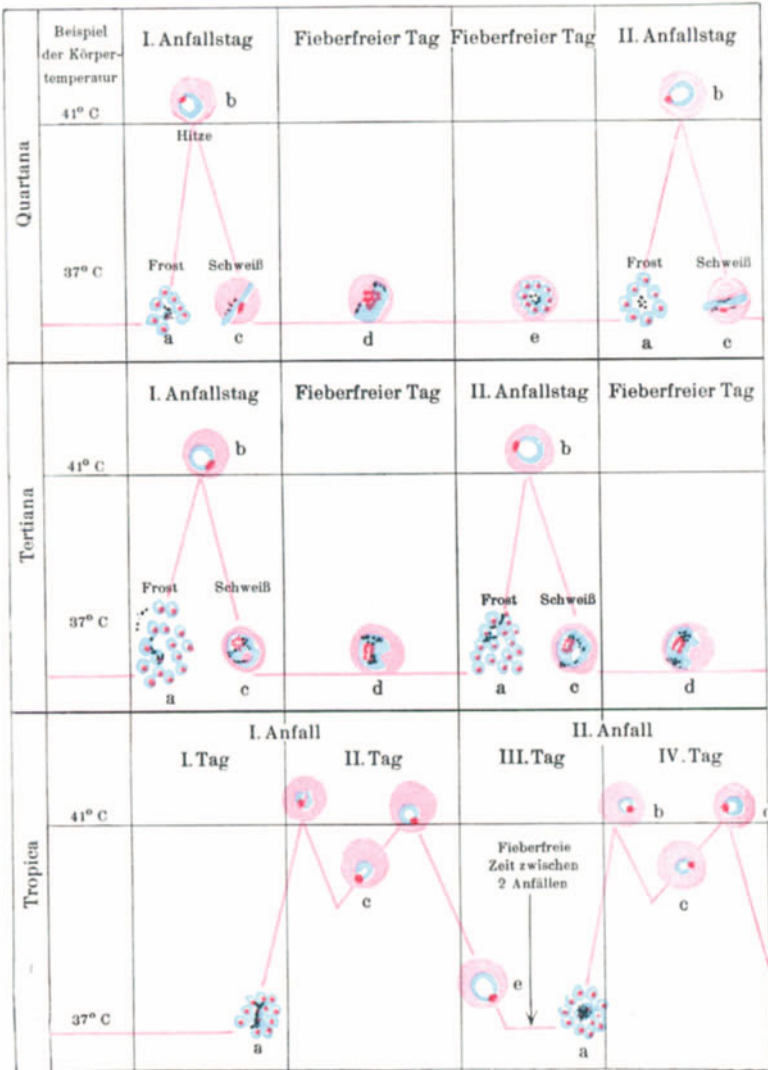 Quartana
Beispiel
der Körper-
temperatur
I. Anfallstag
Fieberfreier Tag
Fieberfreier Tag
II. Anfallstag
41° C
b
b
Hitze
37° C
Frost
Schweiß
Frost
Schweiß
a
c
d
e
a
c
Tertiana
I. Anfallstag
Fieberfreier Tag
II. Anfallstag
Fieberfreier Tag
b
b
41° C
Frost
Schweiß
Frost
Schweiß
37° C
a
c
d
a
c
d
Tropica
I. Anfall
II. Anfall
I. Tag
II. Tag
III. Tag
IV. Tag
41° C
b
Fieberfreie
Zeit zwischen
2 Anfällen
c
c
e
37° C
a
a